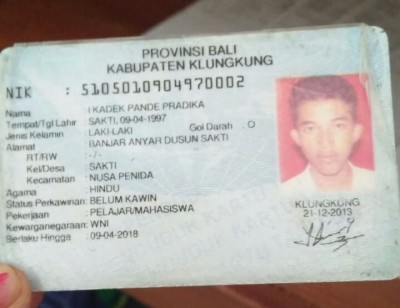 PROVINSI BALI
KABUPATEN KLUNGKUNG
NIK : 5105010904970002
Nama : I KADEK PANDE PRADIKA
Tempat/Tgl Lahir : SAKTI, 09-04-1997
Jenis Kelamin : LAKI-LAKI Gol Darah : O
Alamat : BANJAR ANYAR DUSUN SAKTI
RT/RW : -/-
Kel/Desa : SAKTI
Kecamatan : NUSA PENIDA
Agama : HINDU
Status Perkawinan: BELUM KAWIN
Pekerjaan : PELAJAR/MAHASISWA
Kewarganegaraan: WNI
Berlaku Hingga : 09-04-2018
KLUNGKUNG
21-12-2013